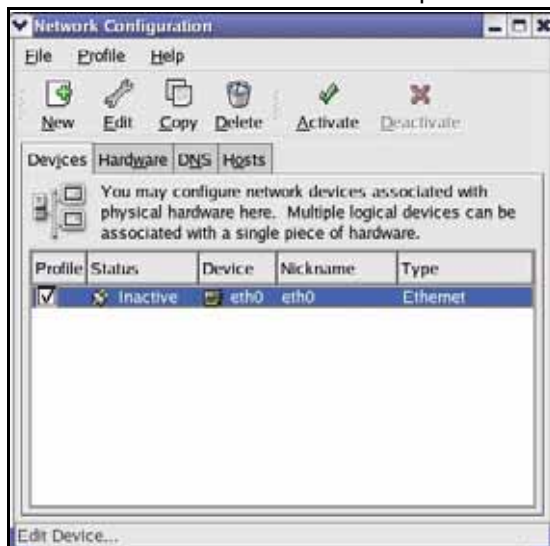 Network Configuration
File Profile Help
New Edit Copy Delete Activate Deactivate
Devices Hardware DNS Hosts
You may configure network devices associated with
physical hardware here. Multiple logical devices can be
associated with a single piece of hardware.
Profile Status Device Nickname Type
Inactive eth0 eth0 Ethernet
Edit Device...